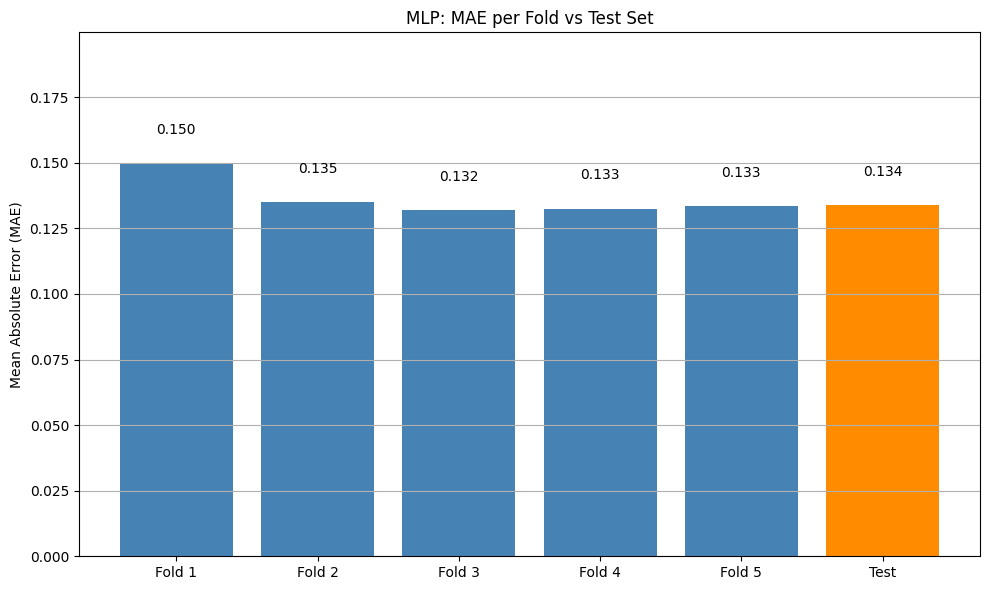 MLP: MAE per Fold vs Test Set
Mean Absolute Error (MAE)
0.175
0.150
0.125
0.100
0.075
0.050
0.025
0.000
0.150
0.135
0.132
0.133
0.133
0.134
Fold 1
Fold 2
Fold 3
Fold 4
Fold 5
Test